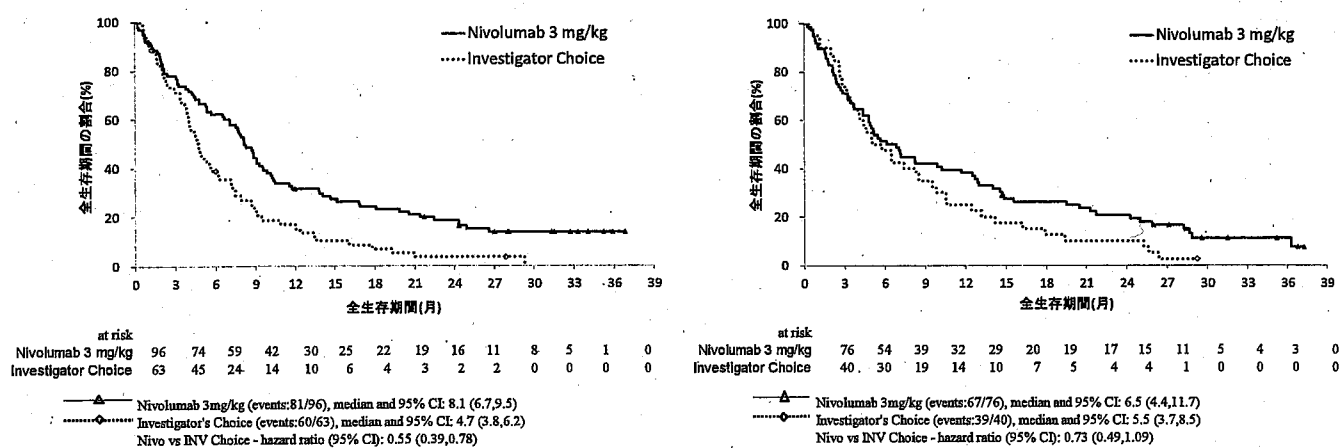 100
80
60
40
20
0
全生存期間の割合(%)
Nivolumab 3 mg/kg
Investigator Choice
0 3 6 9 12 15 18 21 24 27 30 33 36 39
全生存期間(月)
at risk
Nivolumab 3 mg/kg 96 74 59 42 30 25 22 19 16 11 8 5 1 0
Investigator Choice 63 45 24 14 10 6 4 3 2 2 0 0 0 0
Nivolumab 3mg/kg (events:81/96), median and 95% CI: 8.1 (6.7,9.5)
Investigator's Choice (events:60/63), median and 95% CI: 4.7 (3.8,6.2)
Nivo vs INV Choice - hazard ratio (95% CI): 0.55 (0.39,0.78)
100
80
60
40
20
0
全生存期間の割合(%)
Nivolumab 3 mg/kg
Investigator Choice
0 3 6 9 12 15 18 21 24 27 30 33 36 39
全生存期間(月)
at risk
Nivolumab 3 mg/kg 76 54 39 32 29 20 19 17 15 11 5 4 3 0
Investigator Choice 40 30 19 14 10 7 5 4 4 1 0 0 0 0
Nivolumab 3mg/kg (events:67/76), median and 95% CI: 6.5 (4.4,11.7)
Investigator's Choice (events:39/40), median and 95% CI: 5.5 (3.7,8.5)
Nivo vs INV Choice - hazard ratio (95% CI): 0.73 (0.49,1.09)